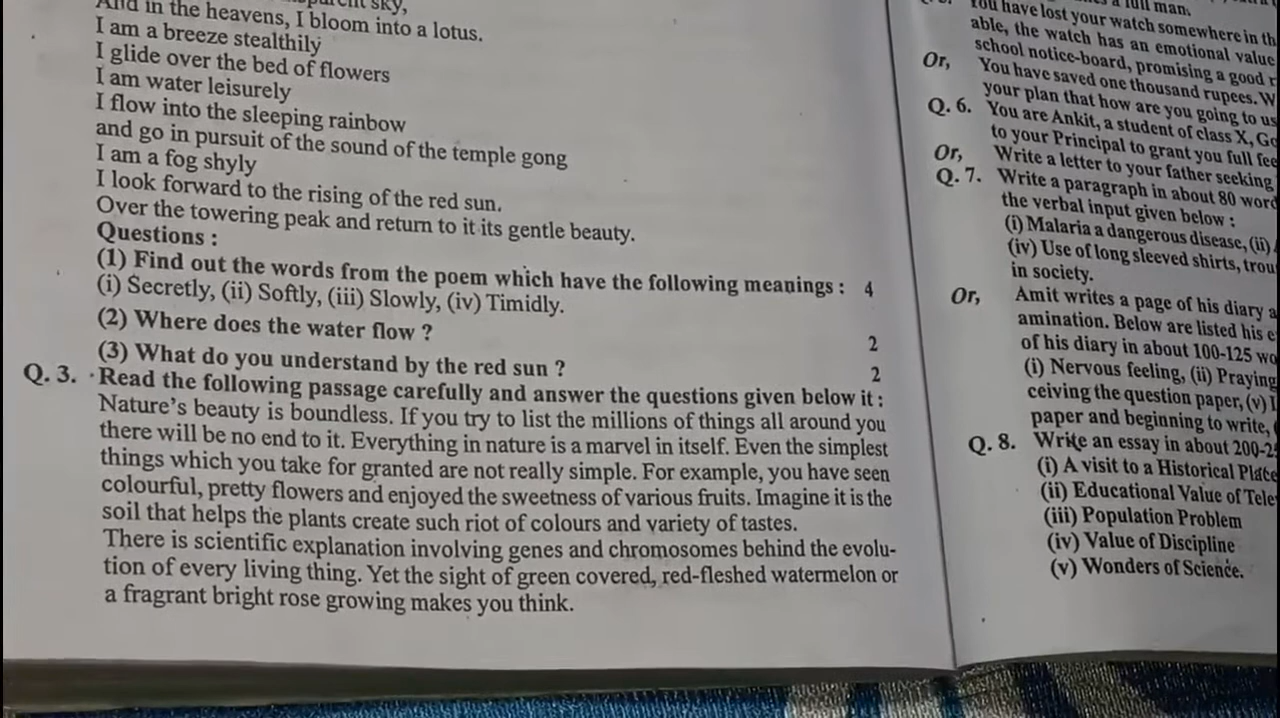 sky,
And in the heavens, I bloom into a lotus.
I am a breeze stealthily
I glide over the bed of flowers
I am water leisurely
I flow into the sleeping rainbow
and go in pursuit of the sound of the temple gong
I am a fog shyly
I look forward to the rising of the red sun.
Over the towering peak and return to it its gentle beauty.
Questions :
(1) Find out the words from the poem which have the following meanings : 4
(i) Secretly, (ii) Softly, (iii) Slowly, (iv) Timidly.
(2) Where does the water flow ? 2
(3) What do you understand by the red sun ? 2
Q. 3. Read the following passage carefully and answer the questions given below it :
Nature's beauty is boundless. If you try to list the millions of things all around you
there will be no end to it. Everything in nature is a marvel in itself. Even the simplest
things which you take for granted are not really simple. For example, you have seen
colourful, pretty flowers and enjoyed the sweetness of various fruits. Imagine it is the
soil that helps the plants create such riot of colours and variety of tastes.
There is scientific explanation involving genes and chromosomes behind the evolu-
tion of every living thing. Yet the sight of green covered, red-fleshed watermelon or
a fragrant bright rose growing makes you think.
a full man.
You have lost your watch somewhere in th
able, the watch has an emotional value
school notice-board, promising a good r
Or, You have saved one thousand rupees. W
your plan that how are you going to us
Q. 6. You are Ankit, a student of class X, Go
to your Principal to grant you full fee
Or, Write a letter to your father seeking
Q. 7. Write a paragraph in about 80 word
the verbal input given below :
(i) Malaria a dangerous disease, (ii)
(iv) Use of long sleeved shirts, trou
in society.
Or, Amit writes a page of his diary a
amination. Below are listed his e
of his diary in about 100-125 wo
(i) Nervous feeling, (ii) Praying
ceiving the question paper, (v)
paper and beginning to write,
Q. 8. Write an essay in about 200-2
(i) A visit to a Historical Place
(ii) Educational Value of Tele
(iii) Population Problem
(iv) Value of Discipline
(v) Wonders of Science.